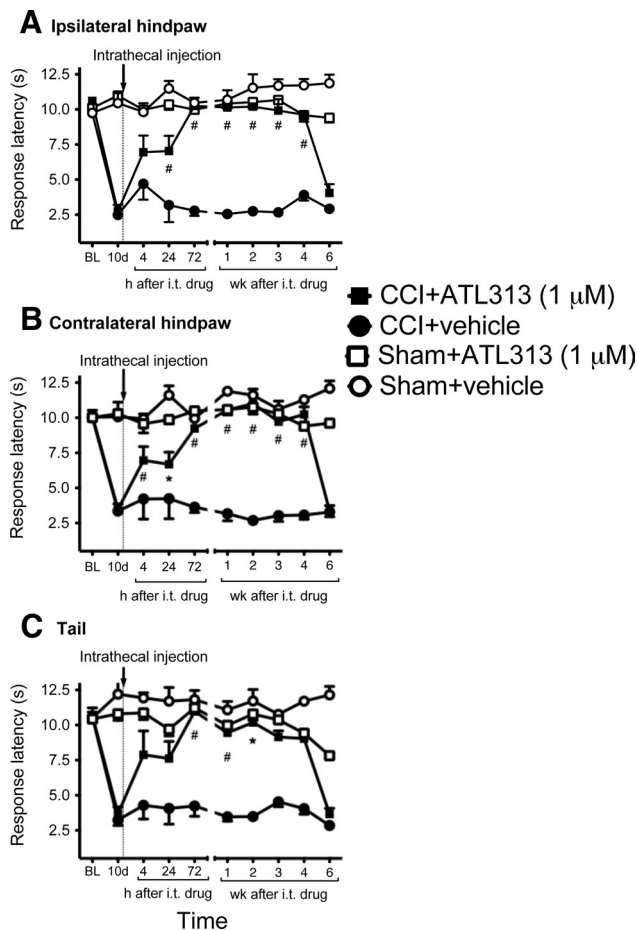 A Ipsilateral hindpaw
Intrathecal injection
Response latency (s)
12.5
10.0
7.5
5.0
2.5
# # # # # #
BL 10d 4 24 72 1 2 3 4 6
h after i.t. drug wk after i.t. drug
CCI+ATL313 (1 μM)
CCI+vehicle
Sham+ATL313 (1 μM)
Sham+vehicle
B Contralateral hindpaw
Intrathecal injection
Response latency (s)
12.5
10.0
7.5
5.0
2.5
# * # # # # #
BL 10d 4 24 72 1 2 3 4 6
h after i.t. drug wk after i.t. drug
C Tail
Intrathecal injection
Response latency (s)
12.5
10.0
7.5
5.0
2.5
# # *
BL 10d 4 24 72 1 2 3 4 6
h after i.t. drug wk after i.t. drug
Time